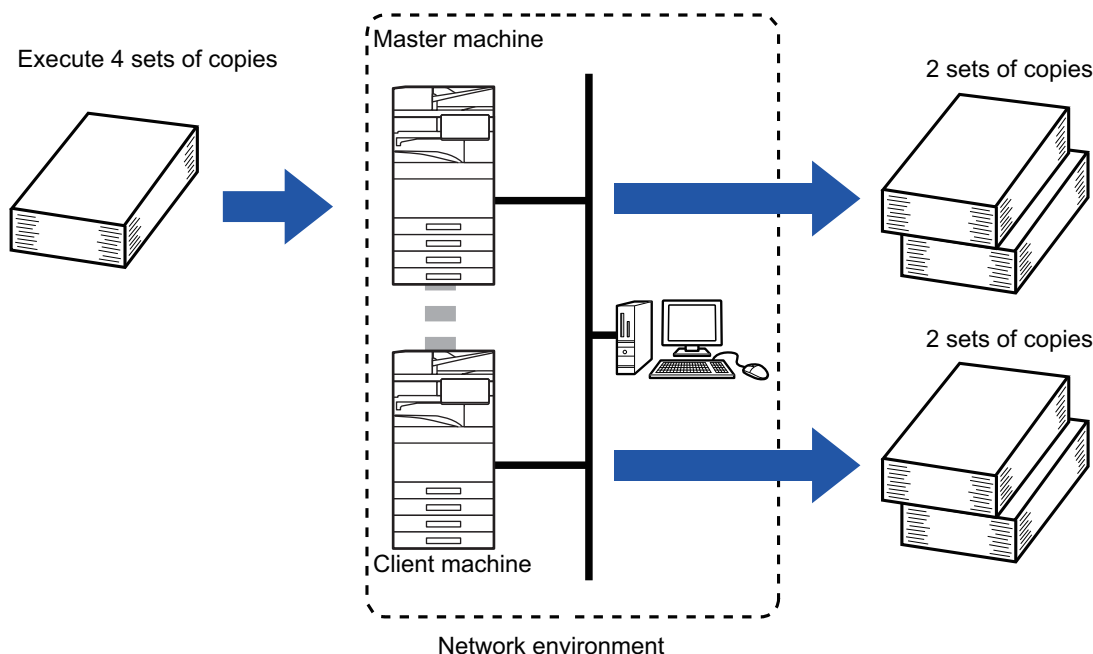 Master machine
Execute 4 sets of copies
2 sets of copies
2 sets of copies
Client machine
Network environment